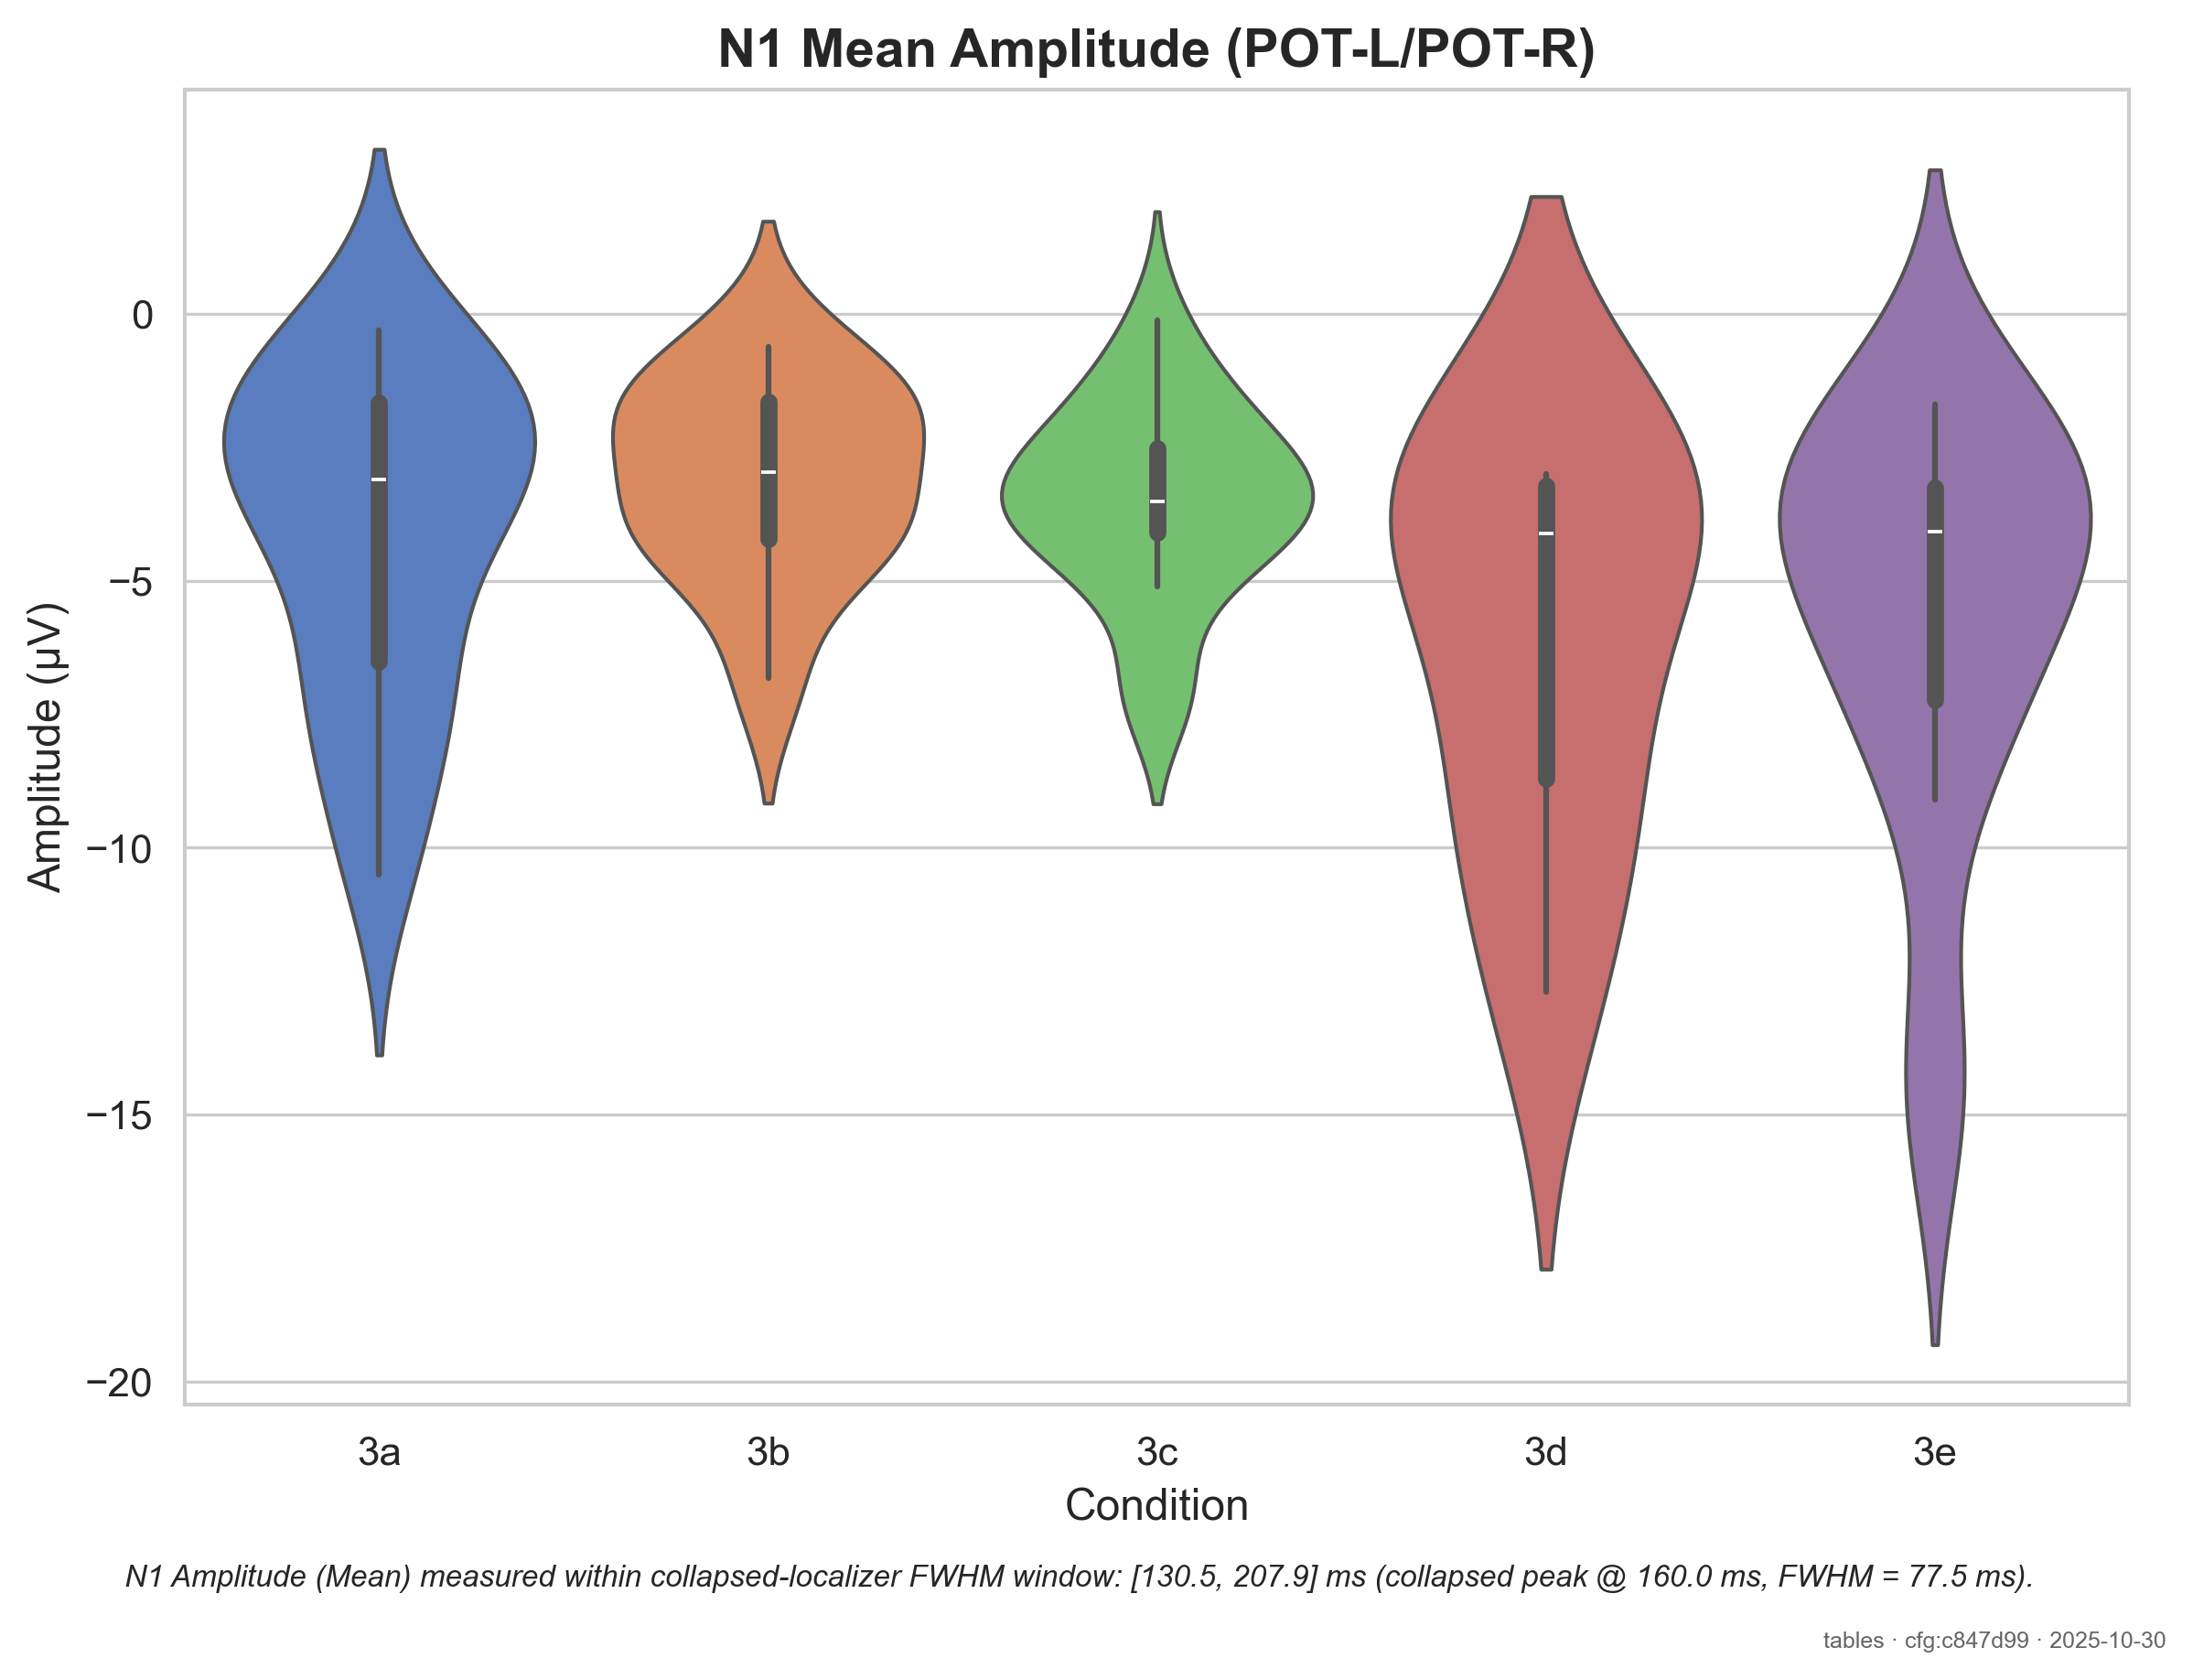 N1 Mean Amplitude (POT-L/POT-R)
Amplitude (µV)
0
−5
−10
−15
−20
3a 3b 3c 3d 3e
Condition
N1 Amplitude (Mean) measured within collapsed-localizer FWHM window: [130.5, 207.9] ms (collapsed peak @ 160.0 ms, FWHM = 77.5 ms).
tables · cfg:c847d99 · 2025-10-30